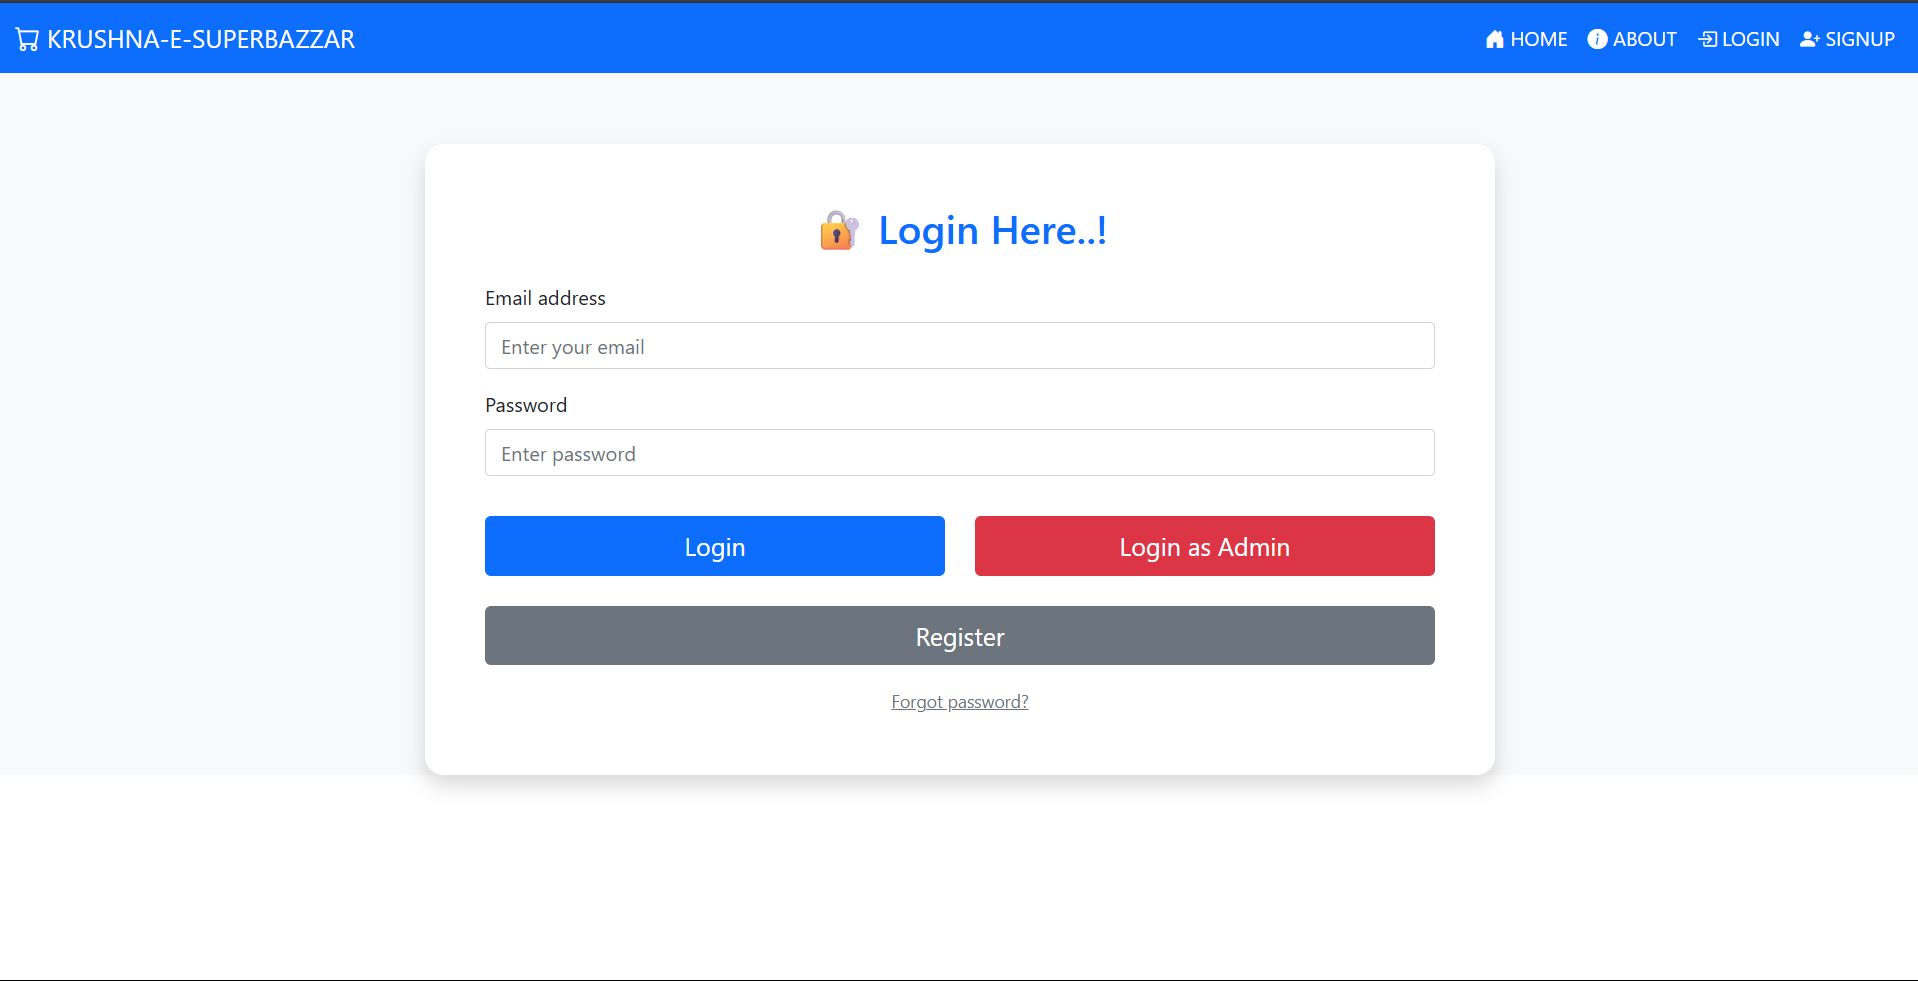 KRUSHNA-E-SUPERBAZZAR HOME ABOUT LOGIN SIGNUP
Login Here..!
Email address
Enter your email
Password
Enter password
Login Login as Admin
Register
Forgot password?